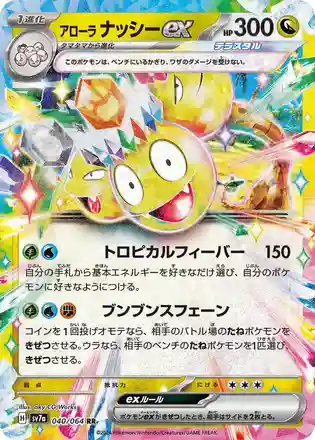 1進化
アローラ ナッシーex
HP300
タマタマから進化
テラスタル
このポケモンは、ベンチにいるかぎり、ワザのダメージを受けない。
トロピカルフィーバー 150
自分の手札から基本エネルギーを好きなだけ選び、自分のポケモンに好きなようにつける。
ブンブンスフェーン
コインを1回投げオモテなら、相手のバトル場のたねポケモンを
きぜつさせる。ウラなら、相手のベンチのたねポケモンを1匹選び、
きぜつさせる。
弱点
抵抗力
にげる
exルール
ポケモンexがきぜつしたとき、相手はサイドを2枚とる。
Illus. 5ky CG Works
H sv7a 040/064 RR
©2024 Pokémon/Nintendo/Creatures/GAME FREAK.